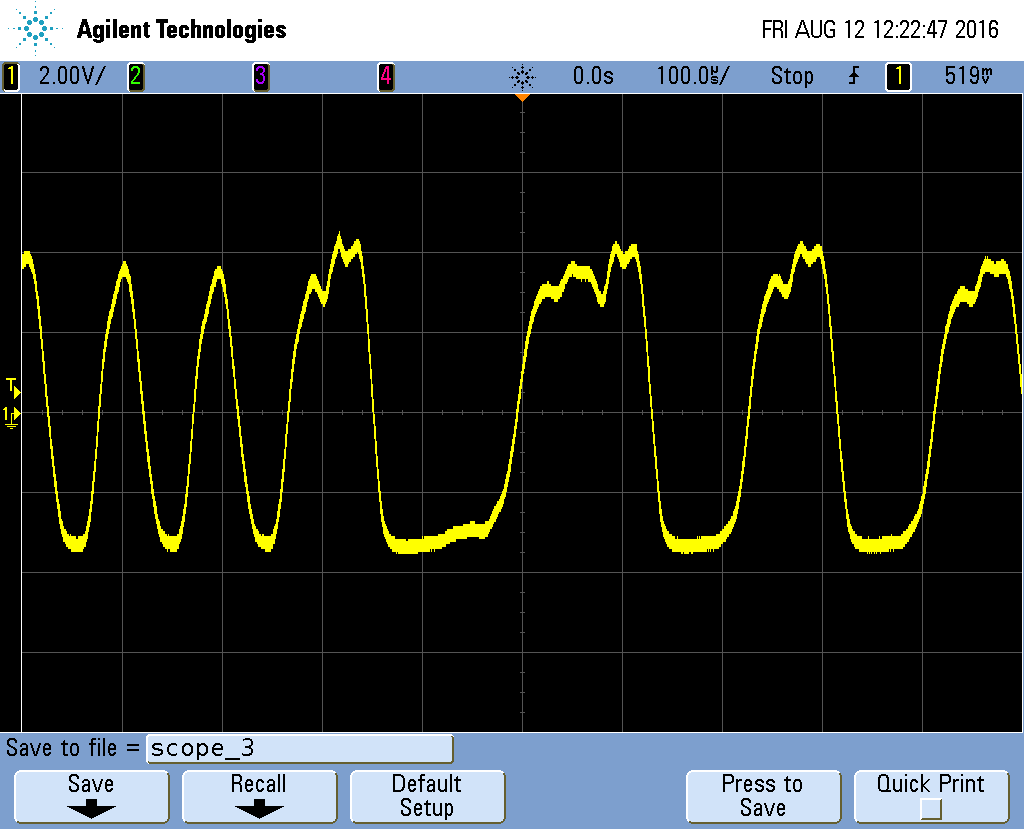 Agilent Technologies
FRI AUG 12 12:22:47 2016
1 2.00V/ 2 3 4 0.0s 100.0㎲/ Stop 1 519mV
T
1
Save to file = scope_3
Save
Recall
Default
Setup
Press to
Save
Quick Print